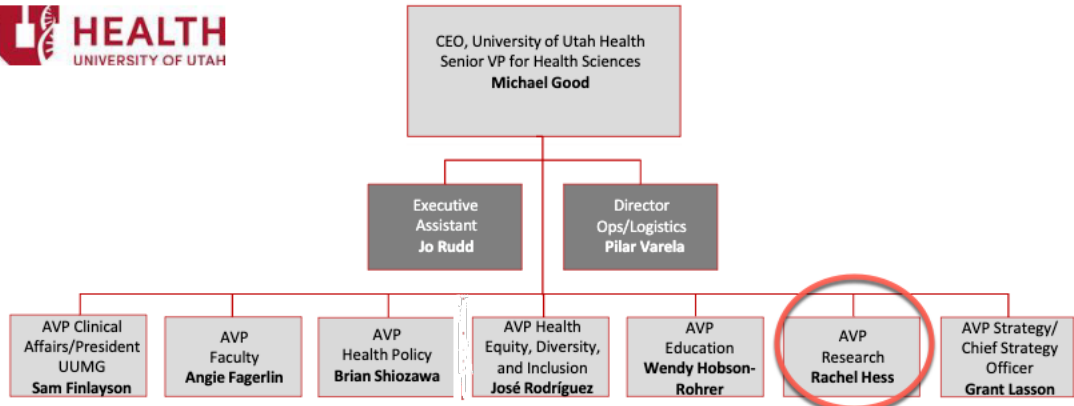 HEALTH
UNIVERSITY OF UTAH
CEO, University of Utah Health
Senior VP for Health Sciences
Michael Good
Executive
Assistant
Jo Rudd
Director
Ops/Logistics
Pilar Varela
AVP Clinical
Affairs/President
UUMG
Sam Finlayson
AVP
Faculty
Angie Fagerlin
AVP
Health Policy
Brian Shiozawa
AVP Health
Equity, Diversity,
and Inclusion
José Rodríguez
AVP
Education
Wendy Hobson-
Rohrer
AVP
Research
Rachel Hess
AVP Strategy/
Chief Strategy
Officer
Grant Lasson